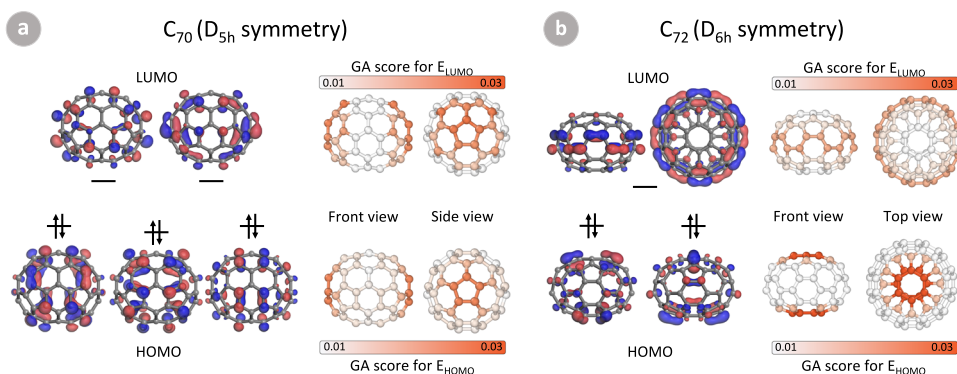 a
C70 (D5h symmetry)
LUMO
GA score for ELUMO
0.01 0.03
Front view Side view
HOMO
0.01 0.03
GA score for EHOMO
b
C72 (D6h symmetry)
LUMO
GA score for ELUMO
0.01 0.03
Front view Top view
HOMO
0.01 0.03
GA score for EHOMO